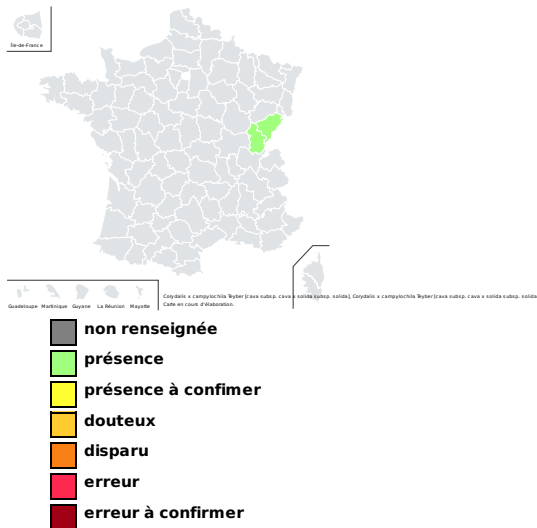 Île-de-France
Guadeloupe Martinique Guyane La Réunion Mayotte
Corydalis x campylochila Teyber [cava subsp. cava x solida subsp. solida], Corydalis x campylochila Teyber [cava subsp. cava x solida subsp. solida
Carte en cours d'élaboration.
non renseignée
présence
présence à confimer
douteux
disparu
erreur
erreur à confirmer